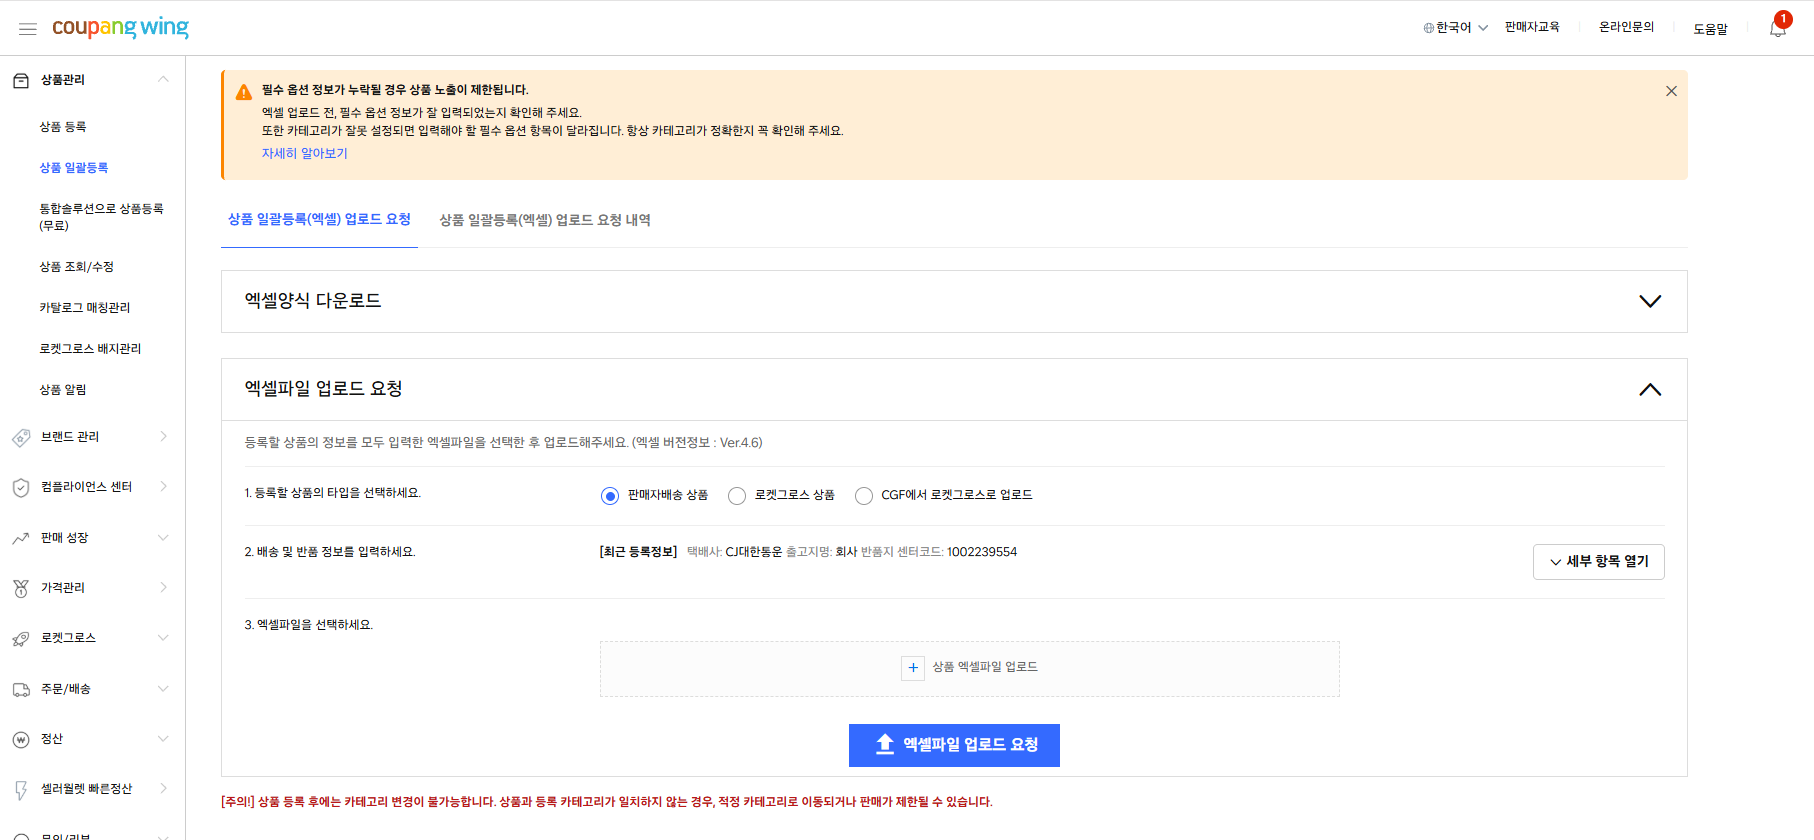 coupang wing
한국어
판매자교육
온라인문의
도움말
1
상품관리
상품 등록
상품 일괄등록
통합솔루션으로 상품등록
(무료)
상품 조회/수정
카탈로그 매칭관리
로켓그로스 배지관리
상품 알림
브랜드 관리
컴플라이언스 센터
판매 성장
가격관리
로켓그로스
주문/배송
정산
셀러월렛 빠른정산
필수 옵션 정보가 누락될 경우 상품 노출이 제한됩니다.
엑셀 업로드 전, 필수 옵션 정보가 잘 입력되었는지 확인해 주세요.
또한 카테고리가 잘못 설정되면 입력해야 할 필수 옵션 항목이 달라집니다. 항상 카테고리가 정확한지 꼭 확인해 주세요.
자세히 알아보기
상품 일괄등록(엑셀) 업로드 요청
상품 일괄등록(엑셀) 업로드 요청 내역
엑셀양식 다운로드
엑셀파일 업로드 요청
등록할 상품의 정보를 모두 입력한 엑셀파일을 선택한 후 업로드해주세요. (엑셀 버전정보 : Ver.4.6)
1. 등록할 상품의 타입을 선택하세요.
판매자배송 상품
로켓그로스 상품
CGF에서 로켓그로스로 업로드
2. 배송 및 반품 정보를 입력하세요.
[최근 등록정보] 택배사: CJ대한통운 출고지명: 회사 반품지 센터코드: 1002239554
세부 항목 열기
3. 엑셀파일을 선택하세요.
상품 엑셀파일 업로드
엑셀파일 업로드 요청
[주의!] 상품 등록 후에는 카테고리 변경이 불가능합니다. 상품과 등록 카테고리가 일치하지 않는 경우, 적정 카테고리로 이동되거나 판매가 제한될 수 있습니다.